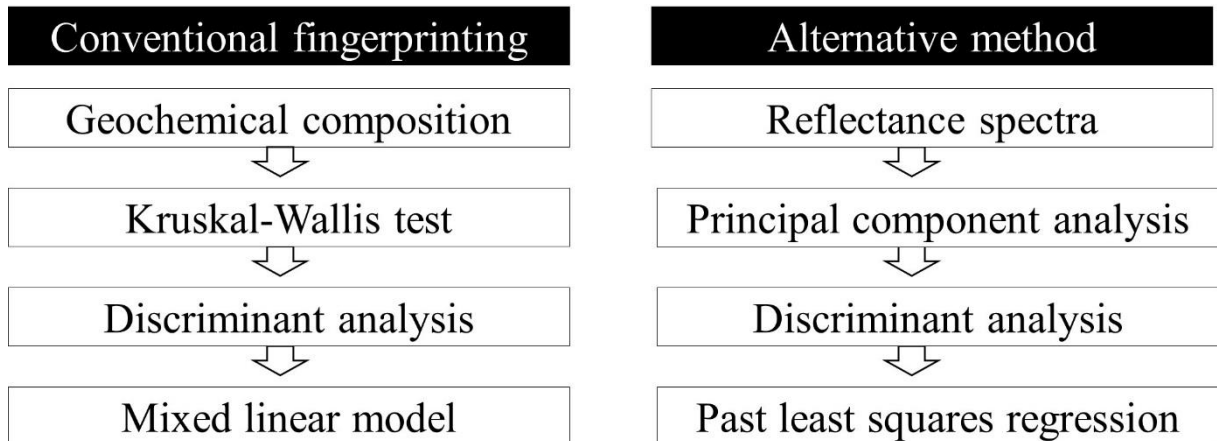 Conventional fingerprinting
Geochemical composition
Kruskal-Wallis test
Discriminant analysis
Mixed linear model
Alternative method
Reflectance spectra
Principal component analysis
Discriminant analysis
Past least squares regression